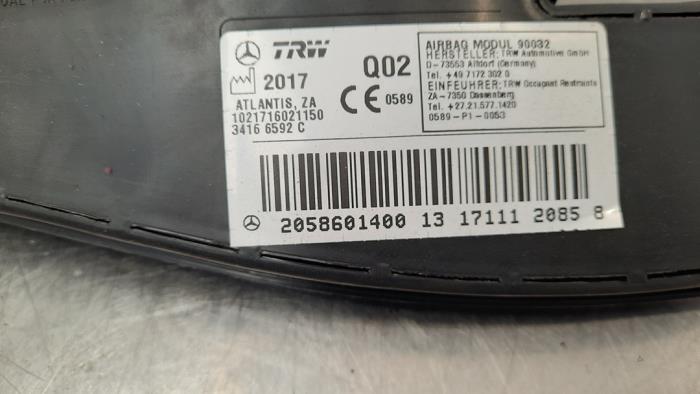 TRW
2017
Q02
ATLANTIS, ZA
1021716021150
3416 6592 C
CE 0589
AIRBAG MODUL 90032
HERSTELLER: TRW Automotive GmbH
D-73553 Alfdorf (Germany)
Tel. +49 7172 302 0
EINFEUHRER: TRW Occupant Restraints
ZA-7350 Dassenberg
Tel. +27.21.577.1420
0589-P1-0053
2058601400 13 17111 2085 8